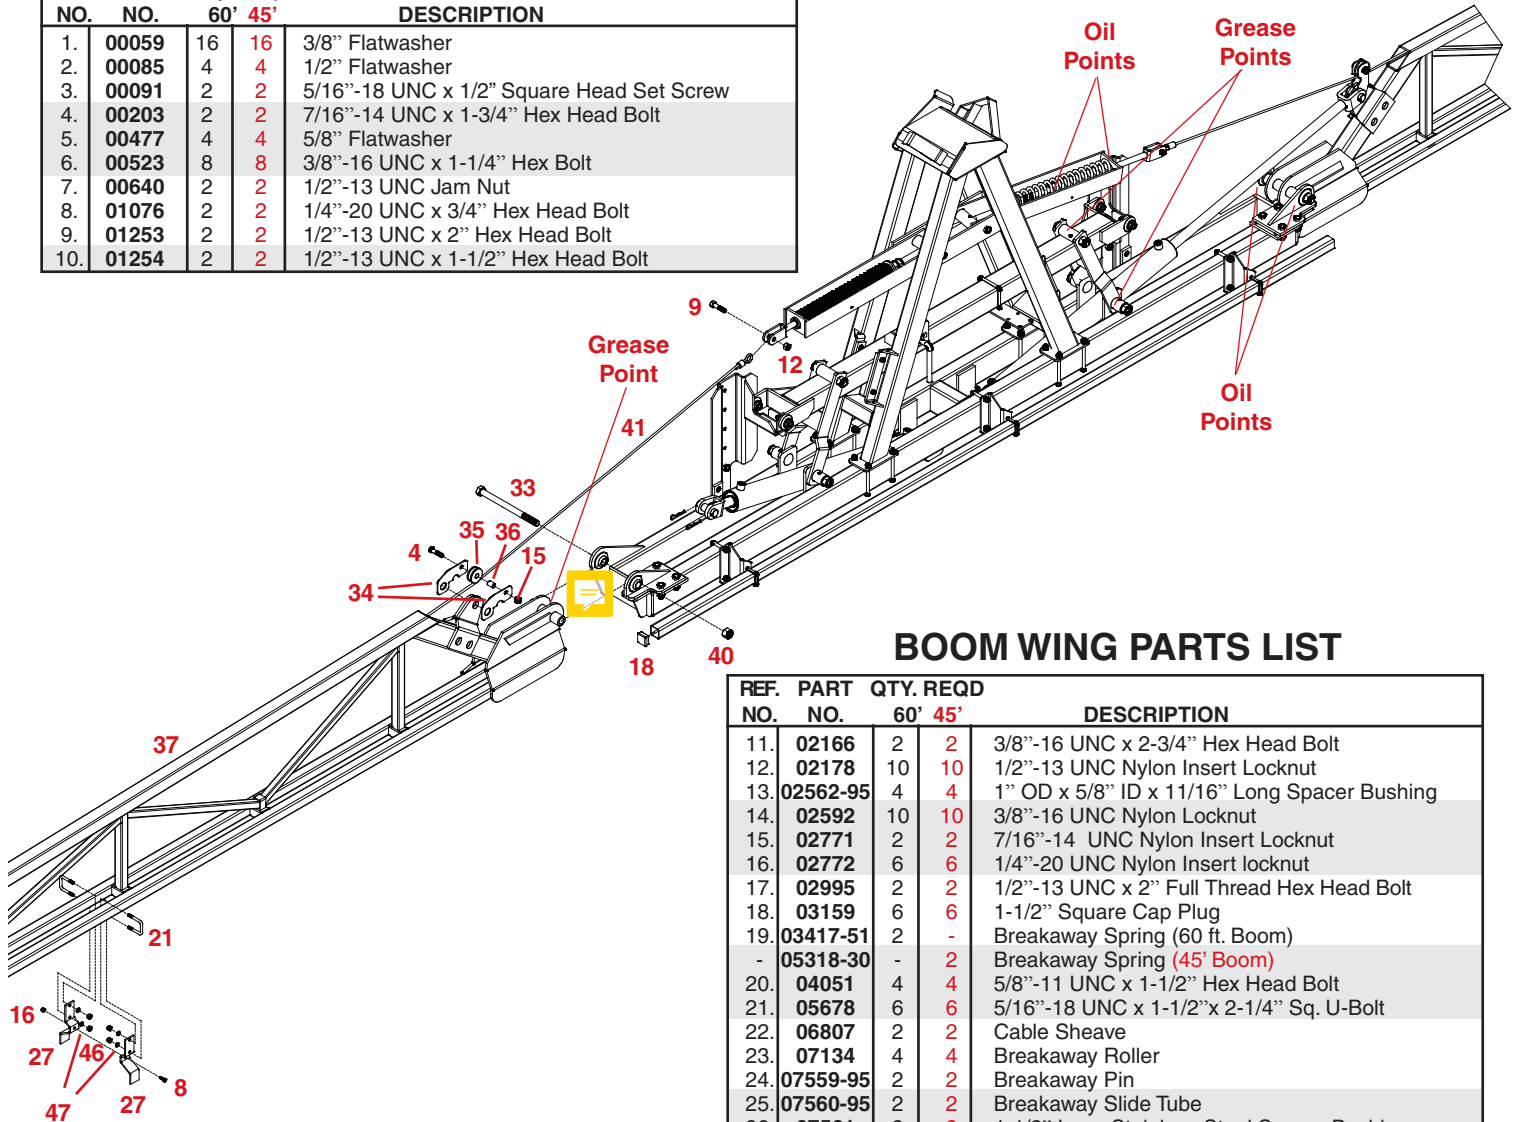 NO. NO. 60’ 45’ DESCRIPTION
1. 00059 16 16 3/8’’ Flatwasher
2. 00085 4 4 1/2’’ Flatwasher
3. 00091 2 2 5/16’’-18 UNC x 1/2” Square Head Set Screw
4. 00203 2 2 7/16’’-14 UNC x 1-3/4’’ Hex Head Bolt
5. 00477 4 4 5/8’’ Flatwasher
6. 00523 8 8 3/8’’-16 UNC x 1-1/4’’ Hex Bolt
7. 00640 2 2 1/2’’-13 UNC Jam Nut
8. 01076 2 2 1/4’’-20 UNC x 3/4’’ Hex Head Bolt
9. 01253 2 2 1/2’’-13 UNC x 2’’ Hex Head Bolt
10. 01254 2 2 1/2’’-13 UNC x 1-1/2’’ Hex Head Bolt
Oil
Points
Grease
Points
9
12
Grease
Point
41
33
35
36
4
15
34
Oil
Points
18
40
37
21
16
27
46
47
27
8
BOOM WING PARTS LIST
REF. PART QTY. REQD
NO. NO. 60’ 45’ DESCRIPTION
11. 02166 2 2 3/8’’-16 UNC x 2-3/4’’ Hex Head Bolt
12. 02178 10 10 1/2’’-13 UNC Nylon Insert Locknut
13. 02562-95 4 4 1’’ OD x 5/8’’ ID x 11/16’’ Long Spacer Bushing
14. 02592 10 10 3/8’’-16 UNC Nylon Locknut
15. 02771 2 2 7/16’’-14 UNC Nylon Insert Locknut
16. 02772 6 6 1/4’’-20 UNC Nylon Insert locknut
17. 02995 2 2 1/2’’-13 UNC x 2’’ Full Thread Hex Head Bolt
18. 03159 6 6 1-1/2’’ Square Cap Plug
19. 03417-51 2 - Breakaway Spring (60 ft. Boom)
- 05318-30 - 2 Breakaway Spring (45’ Boom)
20. 04051 4 4 5/8’’-11 UNC x 1-1/2’’ Hex Head Bolt
21. 05678 6 6 5/16’’-18 UNC x 1-1/2’’x 2-1/4’’ Sq. U-Bolt
22. 06807 2 2 Cable Sheave
23. 07134 4 4 Breakaway Roller
24. 07559-95 2 2 Breakaway Pin
25. 07560-95 2 2 Breakaway Slide Tube